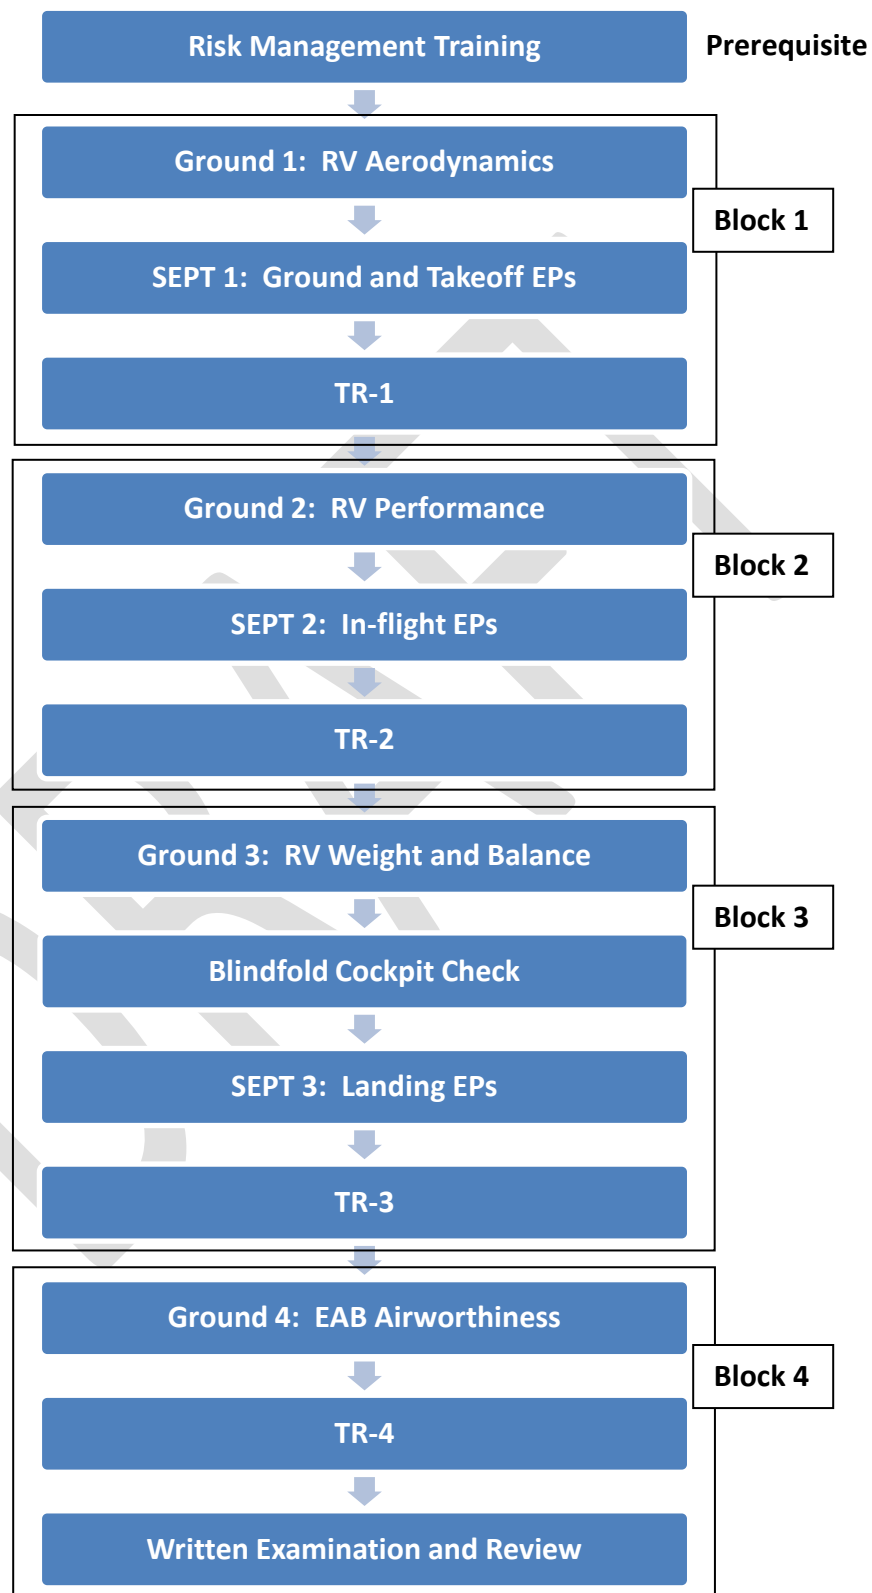 Risk Management Training
Prerequisite
Ground 1: RV Aerodynamics
Block 1
SEPT 1: Ground and Takeoff EPs
TR-1
Ground 2: RV Performance
Block 2
SEPT 2: In-flight EPs
TR-2
Ground 3: RV Weight and Balance
Block 3
Blindfold Cockpit Check
SEPT 3: Landing EPs
TR-3
Ground 4: EAB Airworthiness
Block 4
TR-4
Written Examination and Review